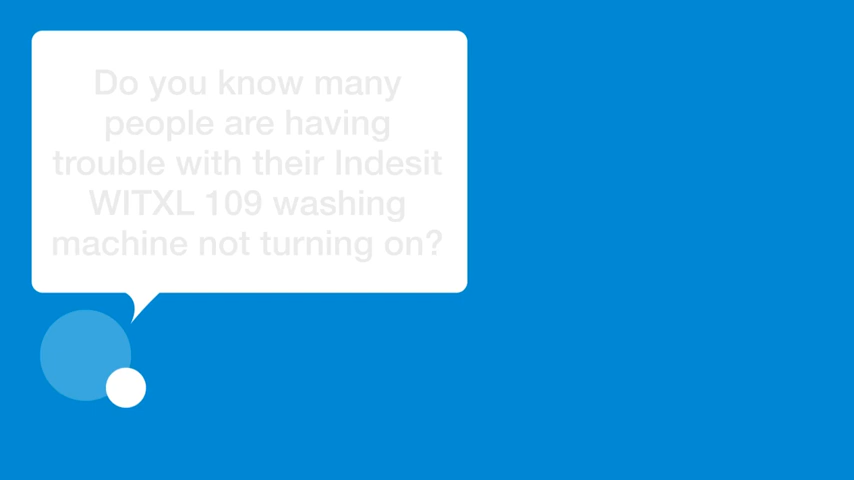 Do you know many
people are having
trouble with their Indesit
WITXL 109 washing
machine not turning on?